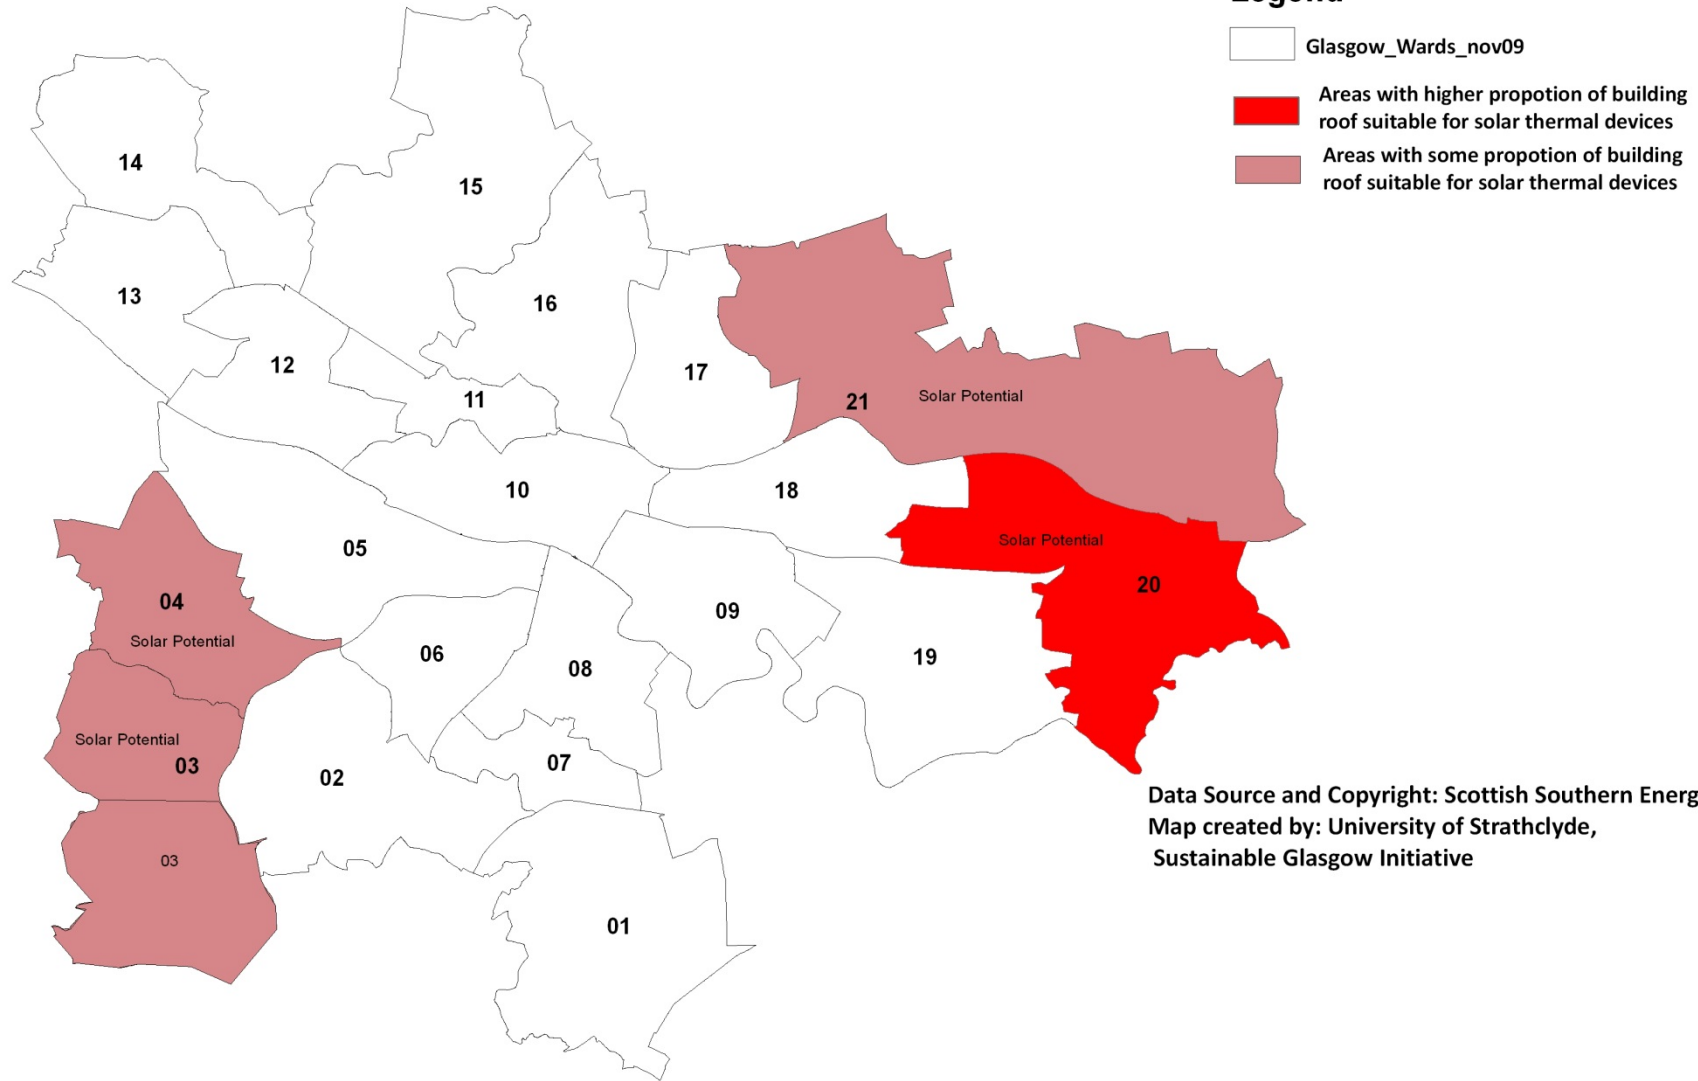 Legend
Glasgow_Wards_nov09
Areas with higher propotion of building
roof suitable for solar thermal devices
Areas with some propotion of building
roof suitable for solar thermal devices
14
15
13
16
12
17
11
21
Solar Potential
10
18
05
Solar Potential
20
04
Solar Potential
09
06
19
08
Solar Potential
03
02
07
03
01
Data Source and Copyright: Scottish Southern Energ
Map created by: University of Strathclyde,
Sustainable Glasgow Initiative